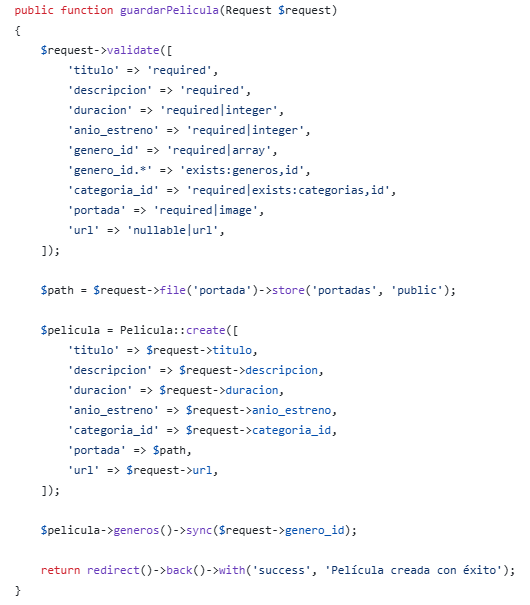 public function guardarPelicula(Request $request)
{
    $request->validate([
        'titulo' => 'required',
        'descripcion' => 'required',
        'duracion' => 'required|integer',
        'anio_estreno' => 'required|integer',
        'genero_id' => 'required|array',
        'genero_id.*' => 'exists:generos,id',
        'categoria_id' => 'required|exists:categorias,id',
        'portada' => 'required|image',
        'url' => 'nullable|url',
    ]);

    $path = $request->file('portada')->store('portadas', 'public');

    $pelicula = Pelicula::create([
        'titulo' => $request->titulo,
        'descripcion' => $request->descripcion,
        'duracion' => $request->duracion,
        'anio_estreno' => $request->anio_estreno,
        'categoria_id' => $request->categoria_id,
        'portada' => $path,
        'url' => $request->url,
    ]);

    $pelicula->generos()->sync($request->genero_id);

    return redirect()->back()->with('success', 'Película creada con éxito');
}